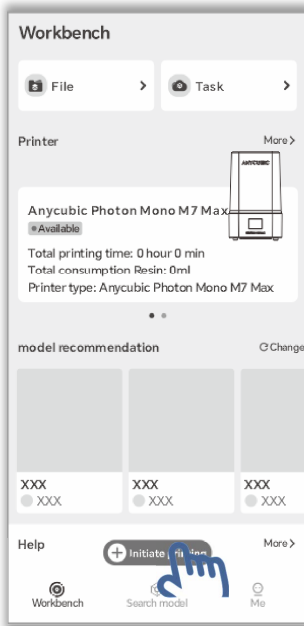 Workbench
File > Task >
Printer More >
ANYCUBIC
Anycubic Photon Mono M7 Max
Available
Total printing time: 0 hour 0 min
Total consumption Resin: 0ml
Printer type: Anycubic Photon Mono M7 Max
model recommendation Change
XXX XXX XXX
XXX XXX XXX
Help Initiate printing More >
Workbench Search model Me